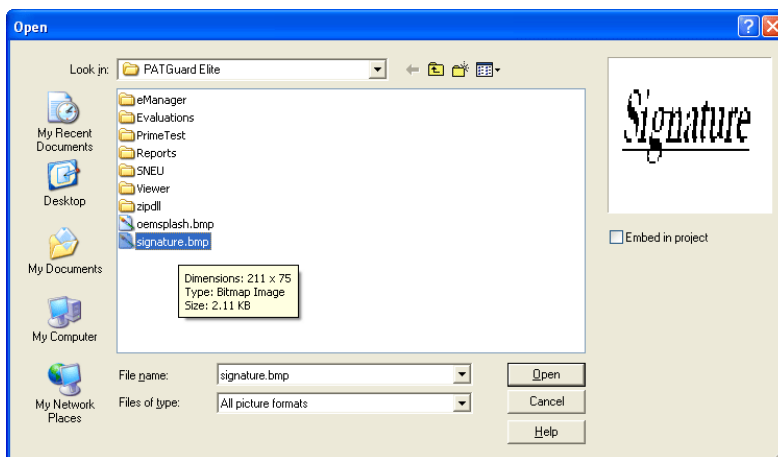 Open
Look in: PATGuard Elite
My Recent
Documents
Desktop
My Documents
My Computer
My Network
Places
eManager
Evaluations
PrimeTest
Reports
SNEU
Viewer
zipdll
oemsplash.bmp
signature.bmp
Dimensions: 211 x 75
Type: Bitmap Image
Size: 2.11 KB
File name: signature.bmp
Files of type: All picture formats
Open
Cancel
Help
Signature
Embed in project